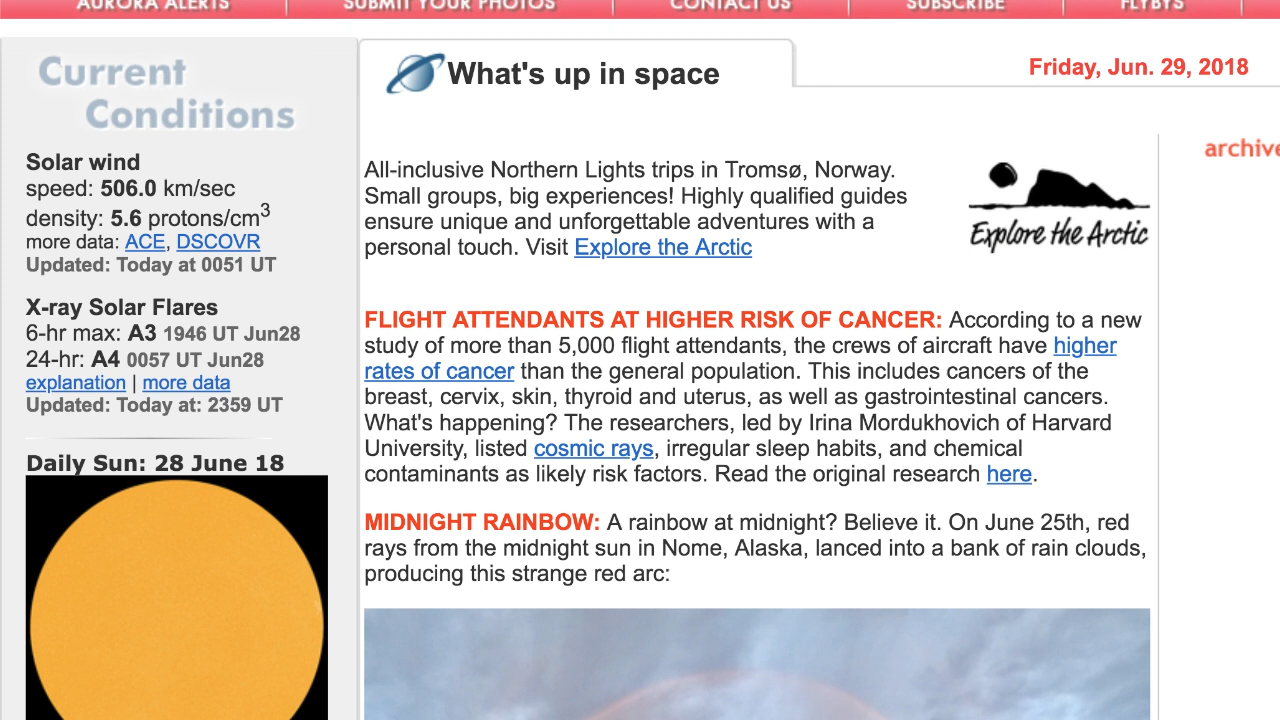 AURORA ALERTS
SUBMIT YOUR PHOTOS
CONTACT US
SUBSCRIBE
FLYBYS
Current
Conditions
Solar wind
speed: 506.0 km/sec
density: 5.6 protons/cm3
more data: ACE, DSCOVR
Updated: Today at 0051 UT
X-ray Solar Flares
6-hr max: A3 1946 UT Jun28
24-hr: A4 0057 UT Jun28
explanation | more data
Updated: Today at: 2359 UT
Daily Sun: 28 June 18
What's up in space
Friday, Jun. 29, 2018
archive
All-inclusive Northern Lights trips in Tromsø, Norway.
Small groups, big experiences! Highly qualified guides
ensure unique and unforgettable adventures with a
personal touch. Visit Explore the Arctic
Explore the Arctic
FLIGHT ATTENDANTS AT HIGHER RISK OF CANCER: According to a new
study of more than 5,000 flight attendants, the crews of aircraft have higher
rates of cancer than the general population. This includes cancers of the
breast, cervix, skin, thyroid and uterus, as well as gastrointestinal cancers.
What's happening? The researchers, led by Irina Mordukhovich of Harvard
University, listed cosmic rays, irregular sleep habits, and chemical
contaminants as likely risk factors. Read the original research here.
MIDNIGHT RAINBOW: A rainbow at midnight? Believe it. On June 25th, red
rays from the midnight sun in Nome, Alaska, lanced into a bank of rain clouds,
producing this strange red arc: